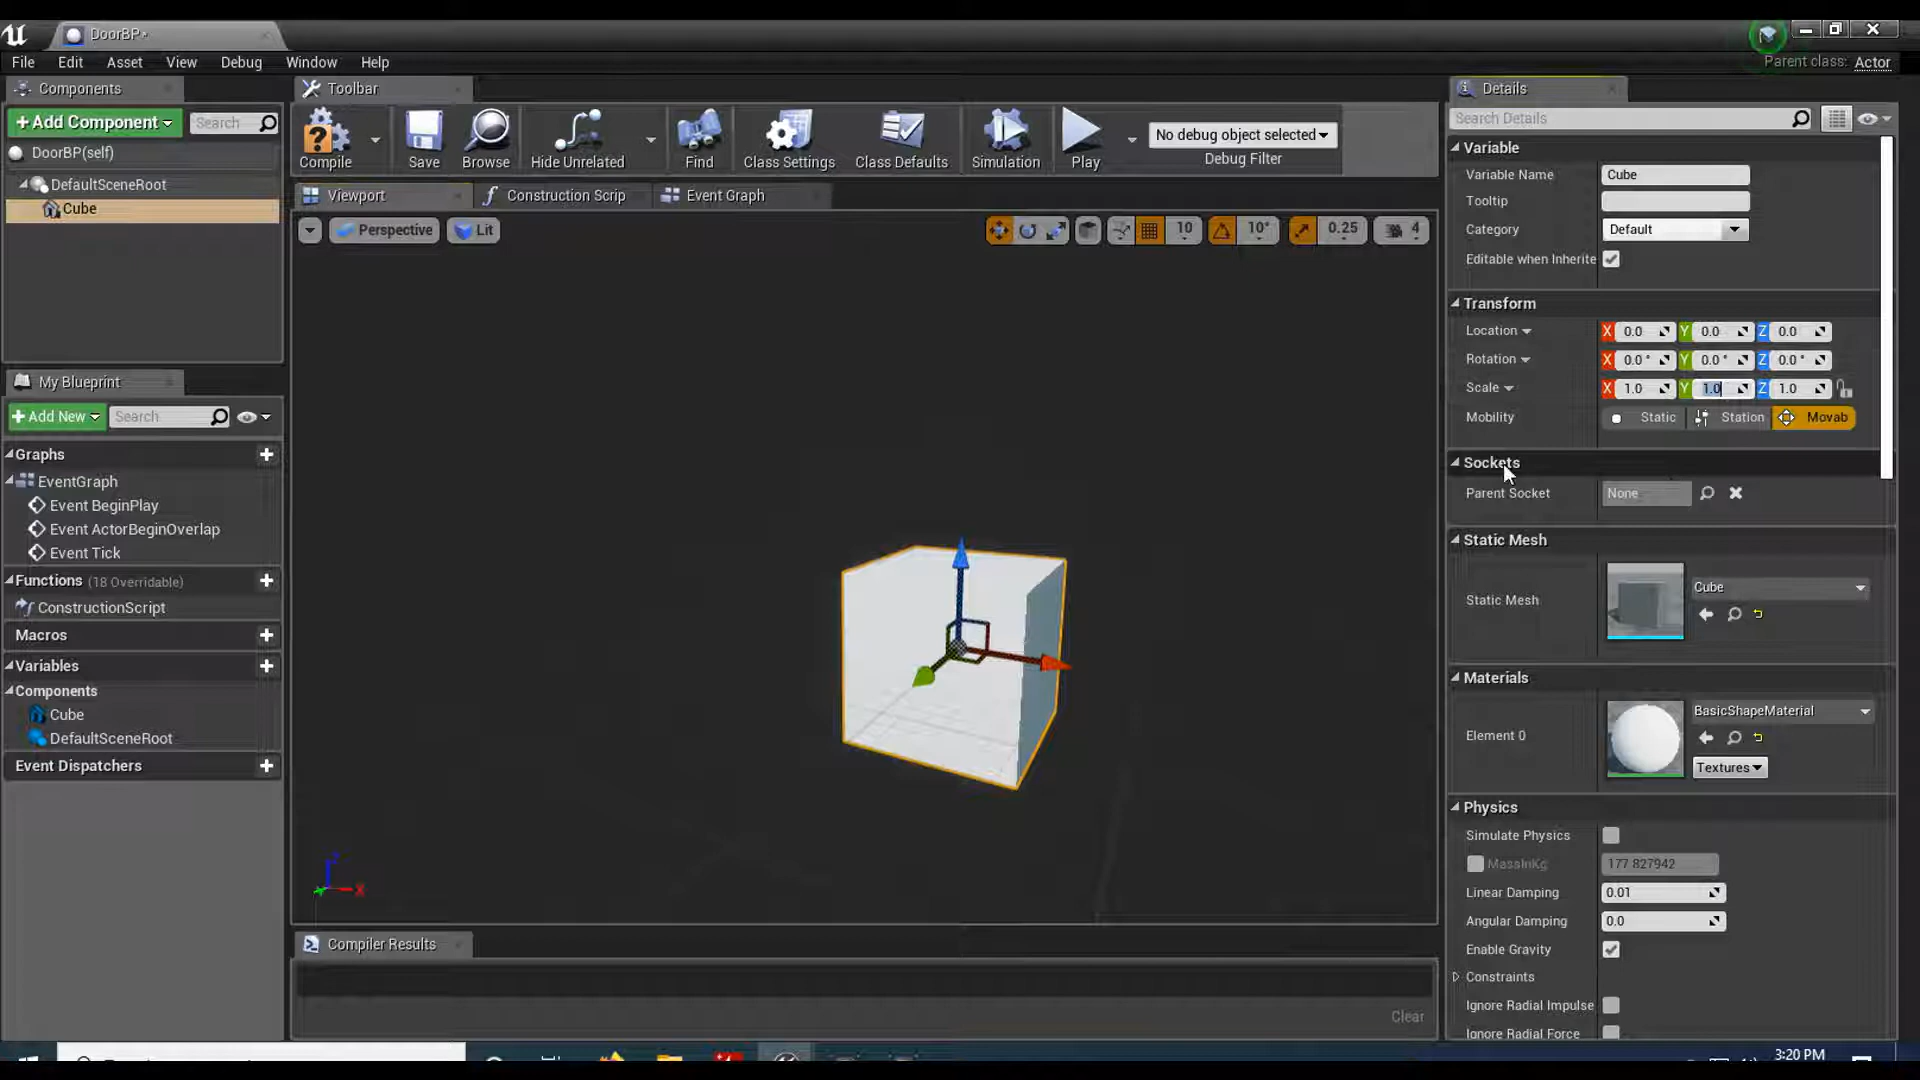 DoorBP*
File Edit Asset View Debug Window Help
Parent class: Actor
Components
Add Component
Search
DoorBP(self)
DefaultSceneRoot
Cube
My Blueprint
Add New
Search
Graphs
EventGraph
Event BeginPlay
Event ActorBeginOverlap
Event Tick
Functions (18 Overridable)
ConstructionScript
Macros
Variables
Components
Cube
DefaultSceneRoot
Event Dispatchers
Toolbar
Compile Save Browse Hide Unrelated Find Class Settings Class Defaults Simulation Play
No debug object selected
Debug Filter
Viewport Construction Scrip Event Graph
Perspective Lit 10 10° 0.25 4
Z
X
Compiler Results
Clear
Details
Search Details
Variable
Variable Name Cube
Tooltip
Category Default
Editable when Inherite
Transform
Location X 0.0 Y 0.0 Z 0.0
Rotation X 0.0 ° Y 0.0 ° Z 0.0 °
Scale X 1.0 Y 1.0 Z 1.0
Mobility Static Station Movab
Sockets
Parent Socket None
Static Mesh
Static Mesh Cube
Materials
Element 0 BasicShapeMaterial
Textures
Physics
Simulate Physics
MassInKg 177.827942
Linear Damping 0.01
Angular Damping 0.0
Enable Gravity
Constraints
Ignore Radial Impulse
Ignore Radial Force
3:20 PM